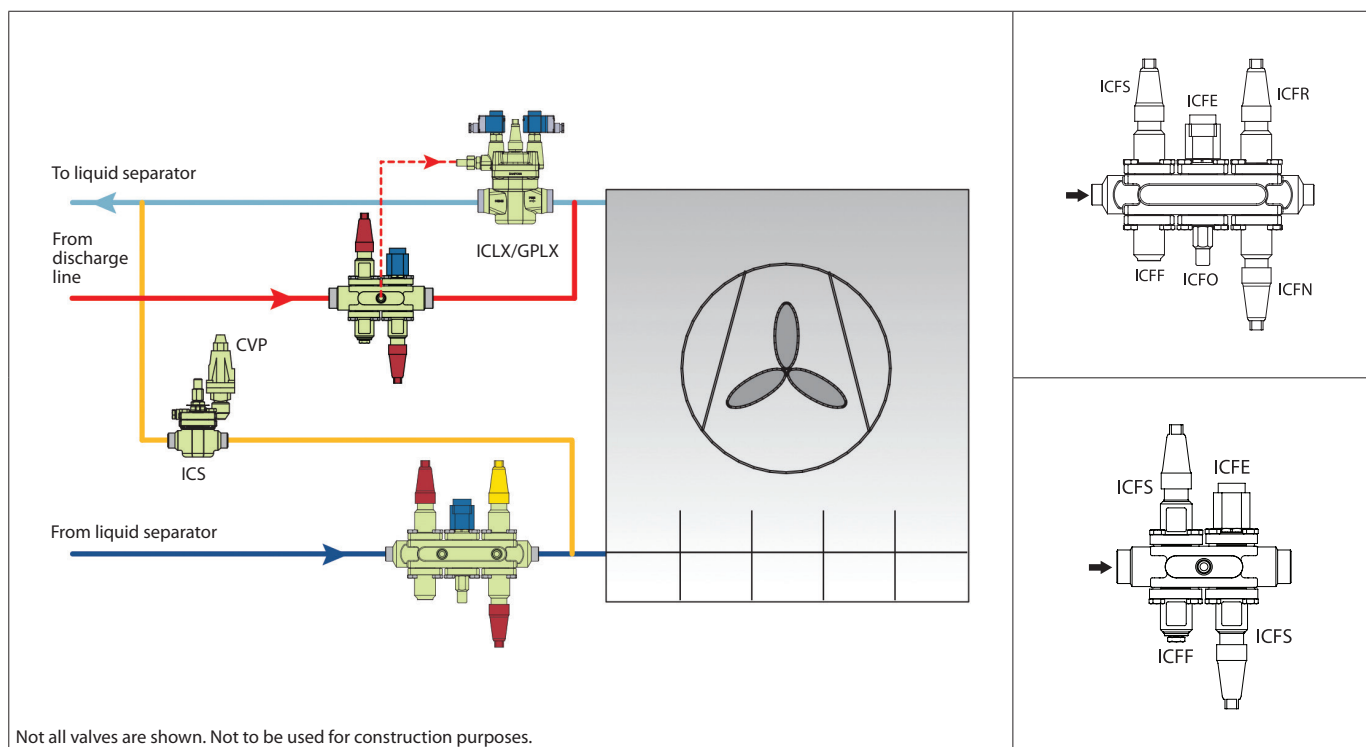 To liquid separator
From
discharge
line
ICLX/GPLX
CVP
ICS
From liquid separator
Not all valves are shown. Not to be used for construction purposes.
ICFS
ICFE
ICFR
ICFF
ICFO
ICFN
ICFS
ICFE
ICFF
ICFS